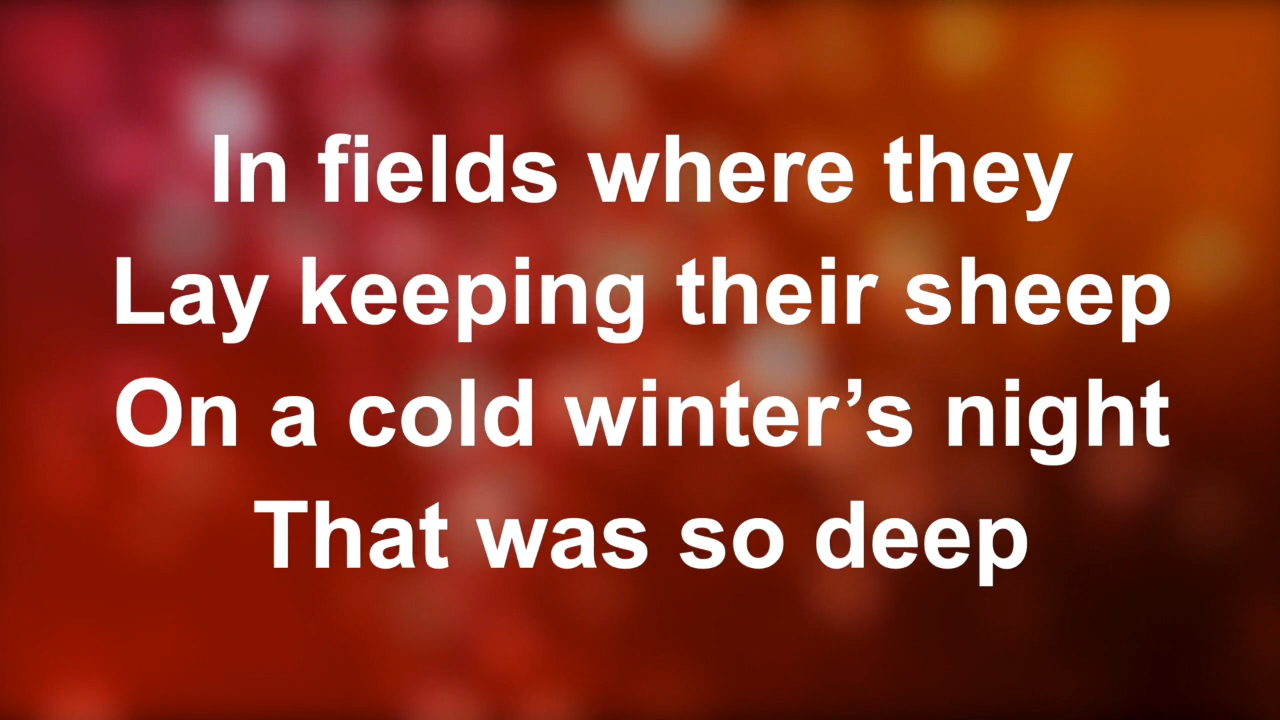 In fields where they
Lay keeping their sheep
On a cold winter’s night
That was so deep